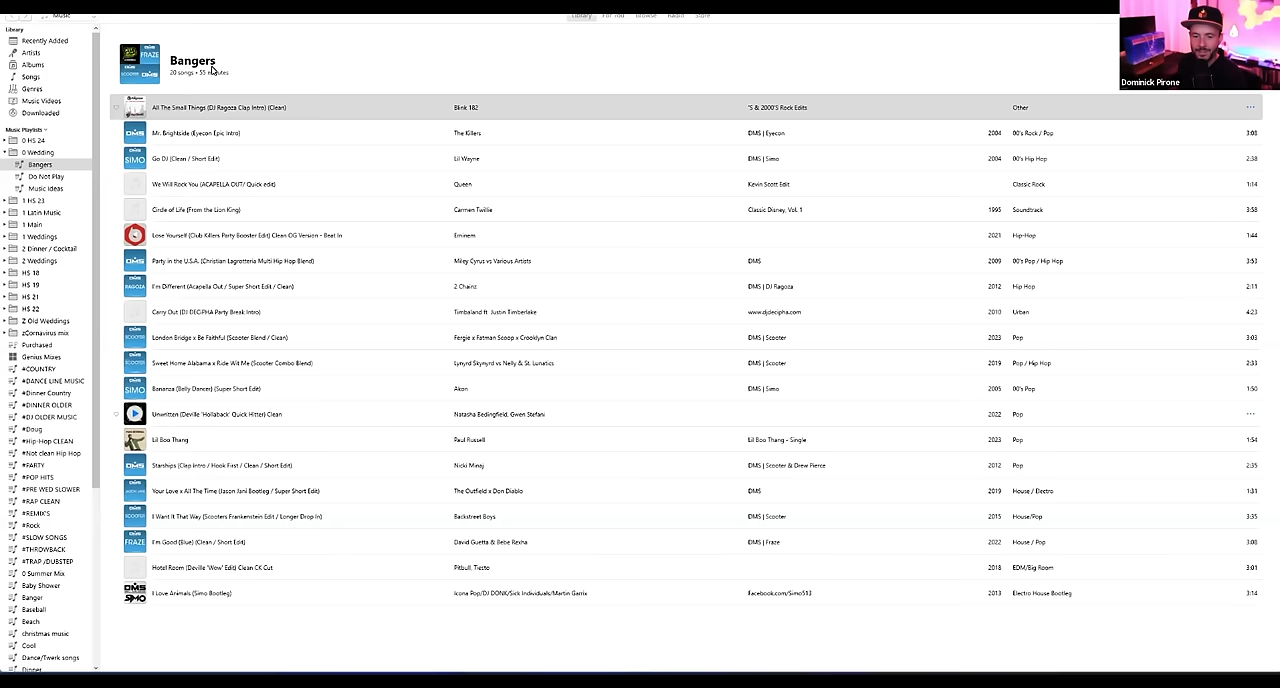 Music
Library For You Browse Radio Store
Dominick Pirone
Library
Recently Added
Artists
Albums
Songs
Genres
Music Videos
Downloaded
Music Playlists
0 HS 24
0 Wedding
Bangers
Do Not Play
Music Ideas
1 HS 23
1 Latin Music
1 Main
1 Weddings
2 Dinner / Cocktail
2 Weddings
HS 18
HS 19
HS 21
HS 22
Z Old Weddings
zCornavirus mix
Purchased
Genius Mixes
#COUNTRY
#DANCE LINE MUSIC
#Dinner Country
#DINNER OLDER
#DJ OLDER MUSIC
#Doug
#Hip-Hop CLEAN
#Not clean Hip Hop
#PARTY
#POP HITS
#PRE WED SLOWER
#RAP CLEAN
#REMIX'S
#Rock
#SLOW SONGS
#THROWBACK
#TRAP /DUBSTEP
0 Summer Mix
Baby Shower
Banger
Baseball
Beach
christmas music
Cool
Dance/Twerk songs
Dinner
Bangers
20 songs • 55 minutes
All The Small Things (DJ Ragoza Clap Intro) (Clean) Blink 182 'S & 2000'S Rock Edits Other
Mr. Brightside (Eyecon Epic Intro) The Killers DMS | Eyecon 2004 00's Rock / Pop 3:08
Go DJ (Clean / Short Edit) Lil Wayne DMS | Simo 2004 00's Hip Hop 2:38
We Will Rock You (ACAPELLA OUT/ Quick edit) Queen Kevin Scott Edit Classic Rock 1:14
Circle of Life (From the Lion King) Carmen Twillie Classic Disney, Vol. 1 1995 Soundtrack 3:58
Lose Yourself (Club Killers Party Booster Edit) Clean OG Version - Beat In Eminem 2021 Hip-Hop 1:44
Party in the U.S.A. (Christian Lagrotteria Multi Hip Hop Blend) Miley Cyrus vs Various Artists DMS 2009 00's Pop / Hip Hop 3:53
I'm Different (Acapella Out / Super Short Edit / Clean) 2 Chainz DMS | DJ Ragoza 2012 Hip Hop 2:11
Carry Out (DJ DECIPHA Party Break Intro) Timbaland ft Justin Timberlake www.djdecipha.com 2010 Urban 4:23
London Bridge x Be Faithful (Scooter Blend / Clean) Fergie x Fatman Scoop x Crooklyn Clan DMS | Scooter 2023 Pop 3:03
Sweet Home Alabama x Ride Wit Me (Scooter Combo Blend) Lynyrd Skynyrd vs Nelly & St. Lunatics DMS | Scooter 2019 Pop / Hip Hop 2:33
Bananza (Belly Dancer) (Super Short Edit) Akon DMS | Simo 2005 00's Pop 1:50
Unwritten (Deville 'Hollaback' Quick Hitter) Clean Natasha Bedingfield, Gwen Stefani 2022 Pop
Lil Boo Thang Paul Russell Lil Boo Thang - Single 2023 Pop 1:54
Starships (Clap Intro / Hook First / Clean / Short Edit) Nicki Minaj DMS | Scooter & Drew Pierce 2012 Pop 2:35
Your Love x All The Time (Jason Jani Bootleg / Super Short Edit) The Outfield x Don Diablo DMS 2019 House / Electro 1:31
I Want It That Way (Scooters Frankenstein Edit / Longer Drop In) Backstreet Boys DMS | Scooter 2015 House/Pop 3:35
I'm Good (Blue) (Clean / Short Edit) David Guetta & Bebe Rexha DMS | Fraze 2022 House / Pop 3:08
Hotel Room (Deville 'Wow' Edit) Clean CK Cut Pitbull, Tiesto 2018 EDM/Big Room 3:01
I Love Animals (Simo Bootleg) Icona Pop/DJ DONK/Sick Individuals/Martin Garrix Facebook.com/Simo513 2013 Electro House Bootleg 3:14